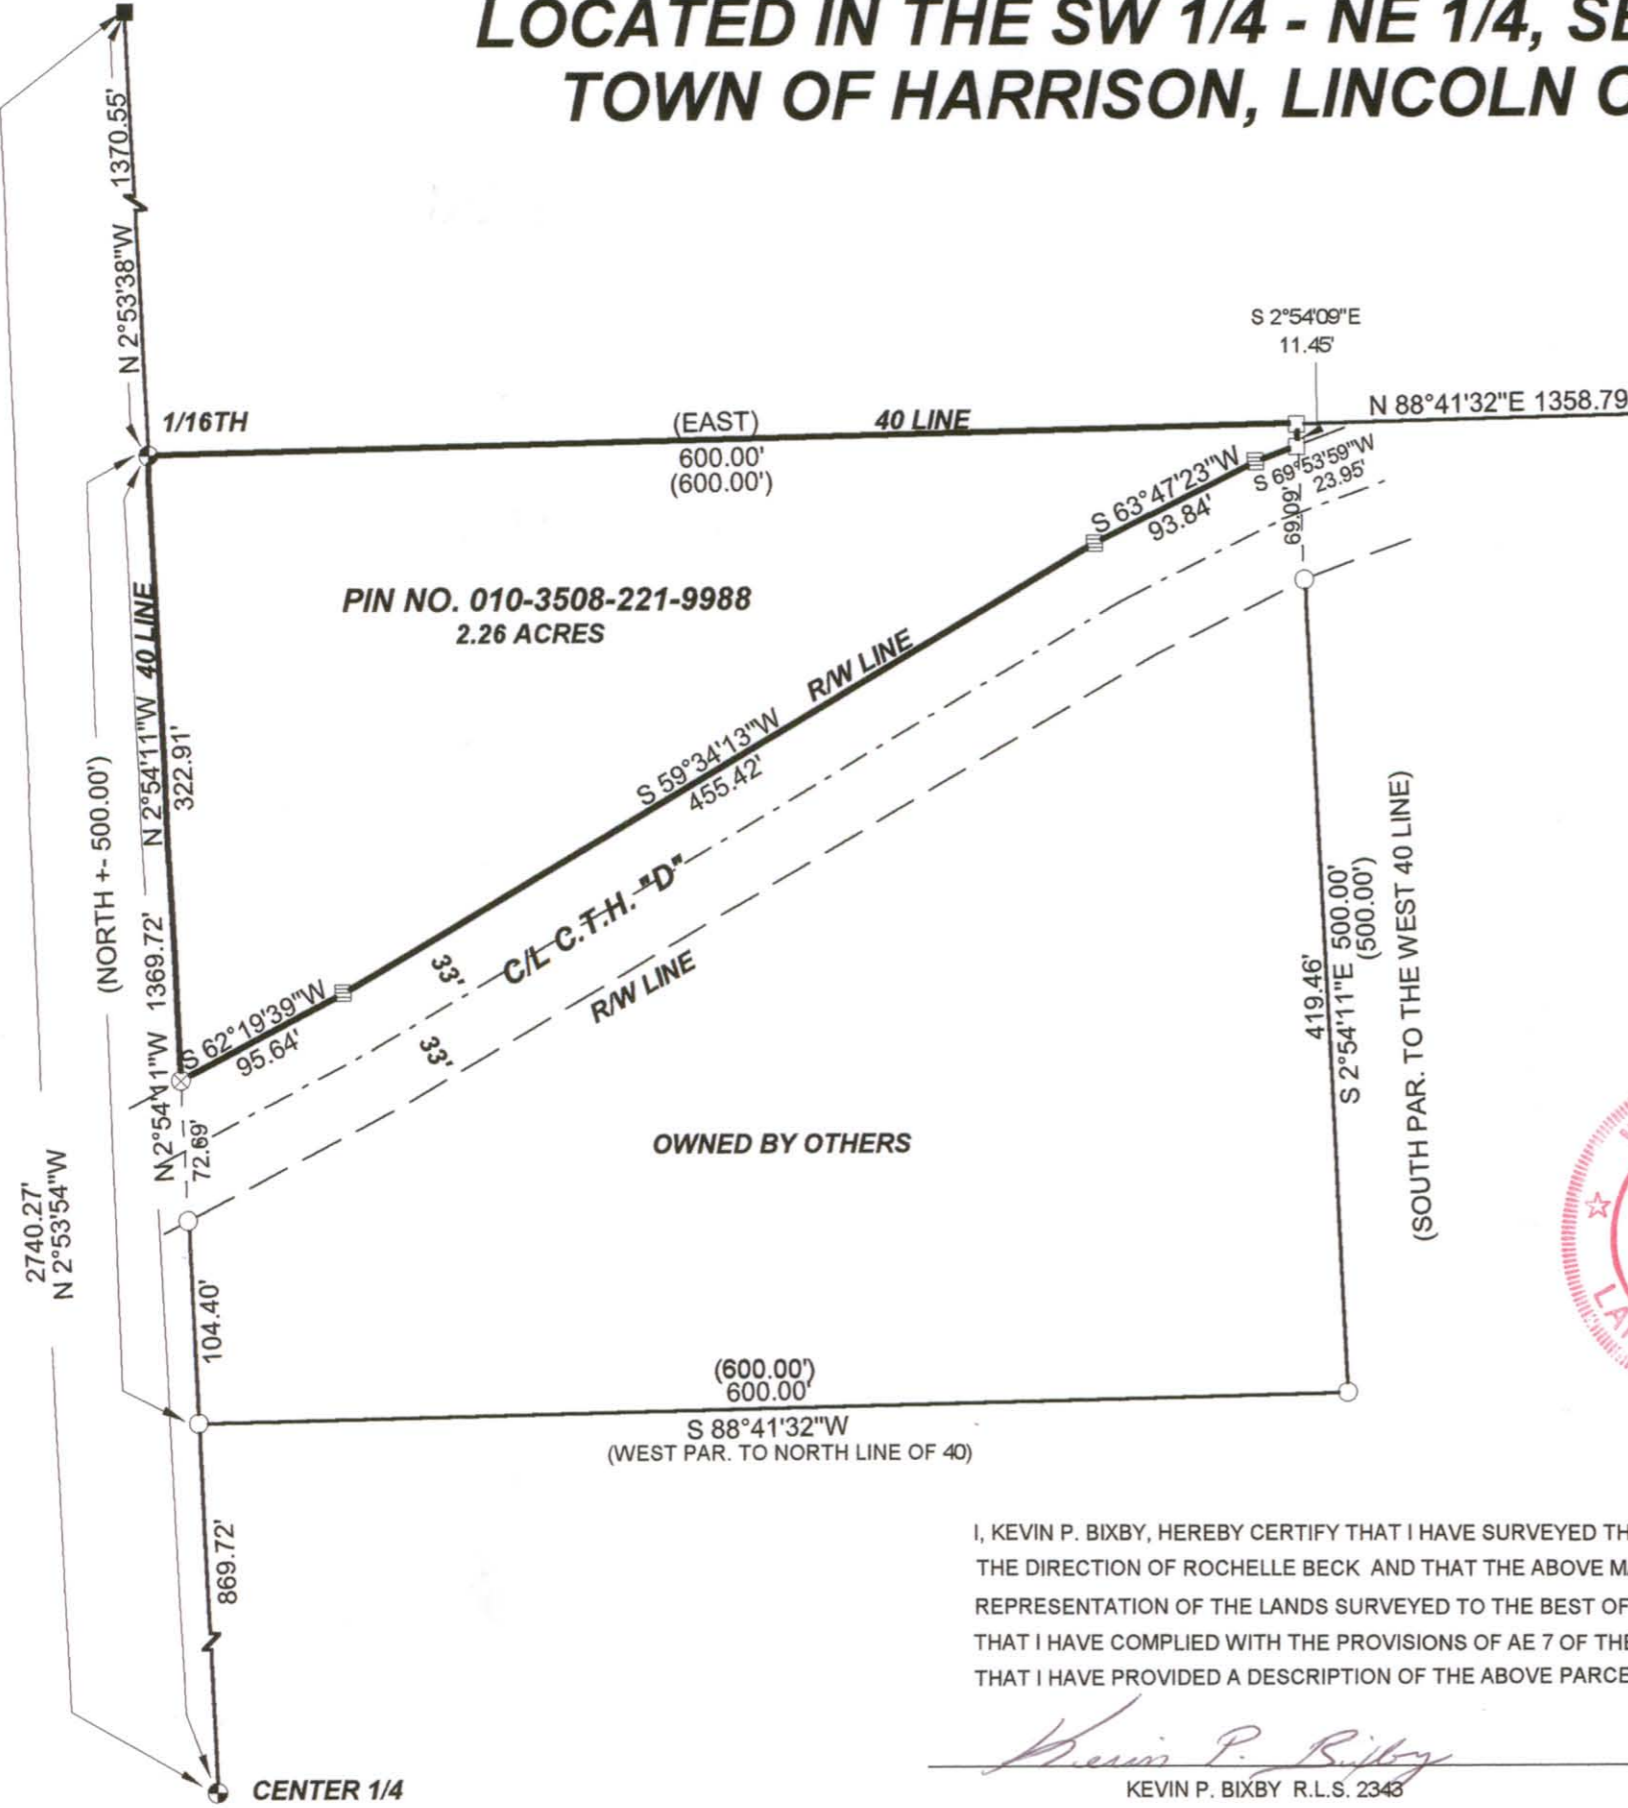 LOCATED IN THE SW 1/4 - NE 1/4,
TOWN OF HARRISON, LINCOLN
1370.55'
N 2°53'38"W
S 2°54'09"E
11.45'
1/16TH
(EAST)
40 LINE
N 88°41'32"E 1358.79
600.00'
(600.00')
S 63°47'23"W
93.84'
S 69°53'59"W
23.95'
69.09'
PIN NO. 010-3508-221-9988
2.26 ACRES
40 LINE
N 2°54'11"W
322.91'
R/W LINE
S 59°34'13"W
455.42'
(NORTH +- 500.00')
C/L C.T.H. "D"
33'
33'
R/W LINE
S 62°19'39"W
95.64'
N 2°54'11"W 1369.72'
72.69'
419.46'
S 2°54'11"E 500.00'
(500.00')
(SOUTH PAR. TO THE WEST 40 LINE)
OWNED BY OTHERS
2740.27'
N 2°53'54"W
104.40'
(600.00')
600.00'
S 88°41'32"W
(WEST PAR. TO NORTH LINE OF 40)
869.72'
I, KEVIN P. BIXBY, HEREBY CERTIFY THAT I HAVE SURVEYED
THE DIRECTION OF ROCHELLE BECK AND THAT THE ABOVE
REPRESENTATION OF THE LANDS SURVEYED TO THE BEST OF
THAT I HAVE COMPLIED WITH THE PROVISIONS OF AE 7 OF THE
THAT I HAVE PROVIDED A DESCRIPTION OF THE ABOVE
Kevin P. Bixby
KEVIN P. BIXBY R.L.S. 2343
CENTER 1/4